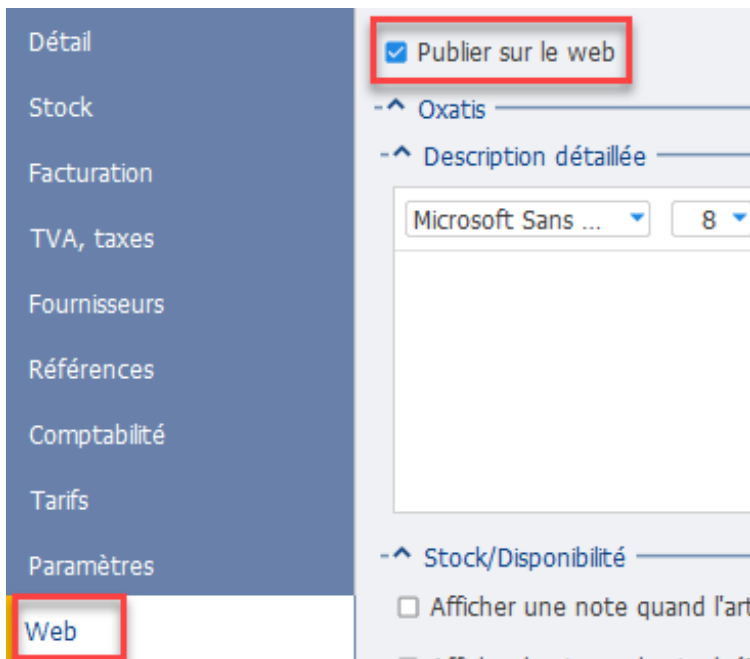 Détail
Stock
Facturation
TVA, taxes
Fournisseurs
Références
Comptabilité
Tarifs
Paramètres
Web
Publier sur le web
Oxatis
Description détaillée
Microsoft Sans ... 8
Stock/Disponibilité
Afficher une note quand l'art